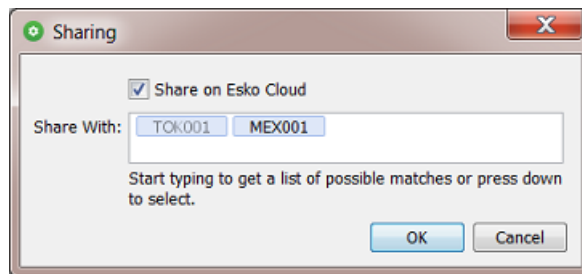 Sharing
Share on Esko Cloud
Share With: TOK001 MEX001
Start typing to get a list of possible matches or press down
to select.
OK Cancel